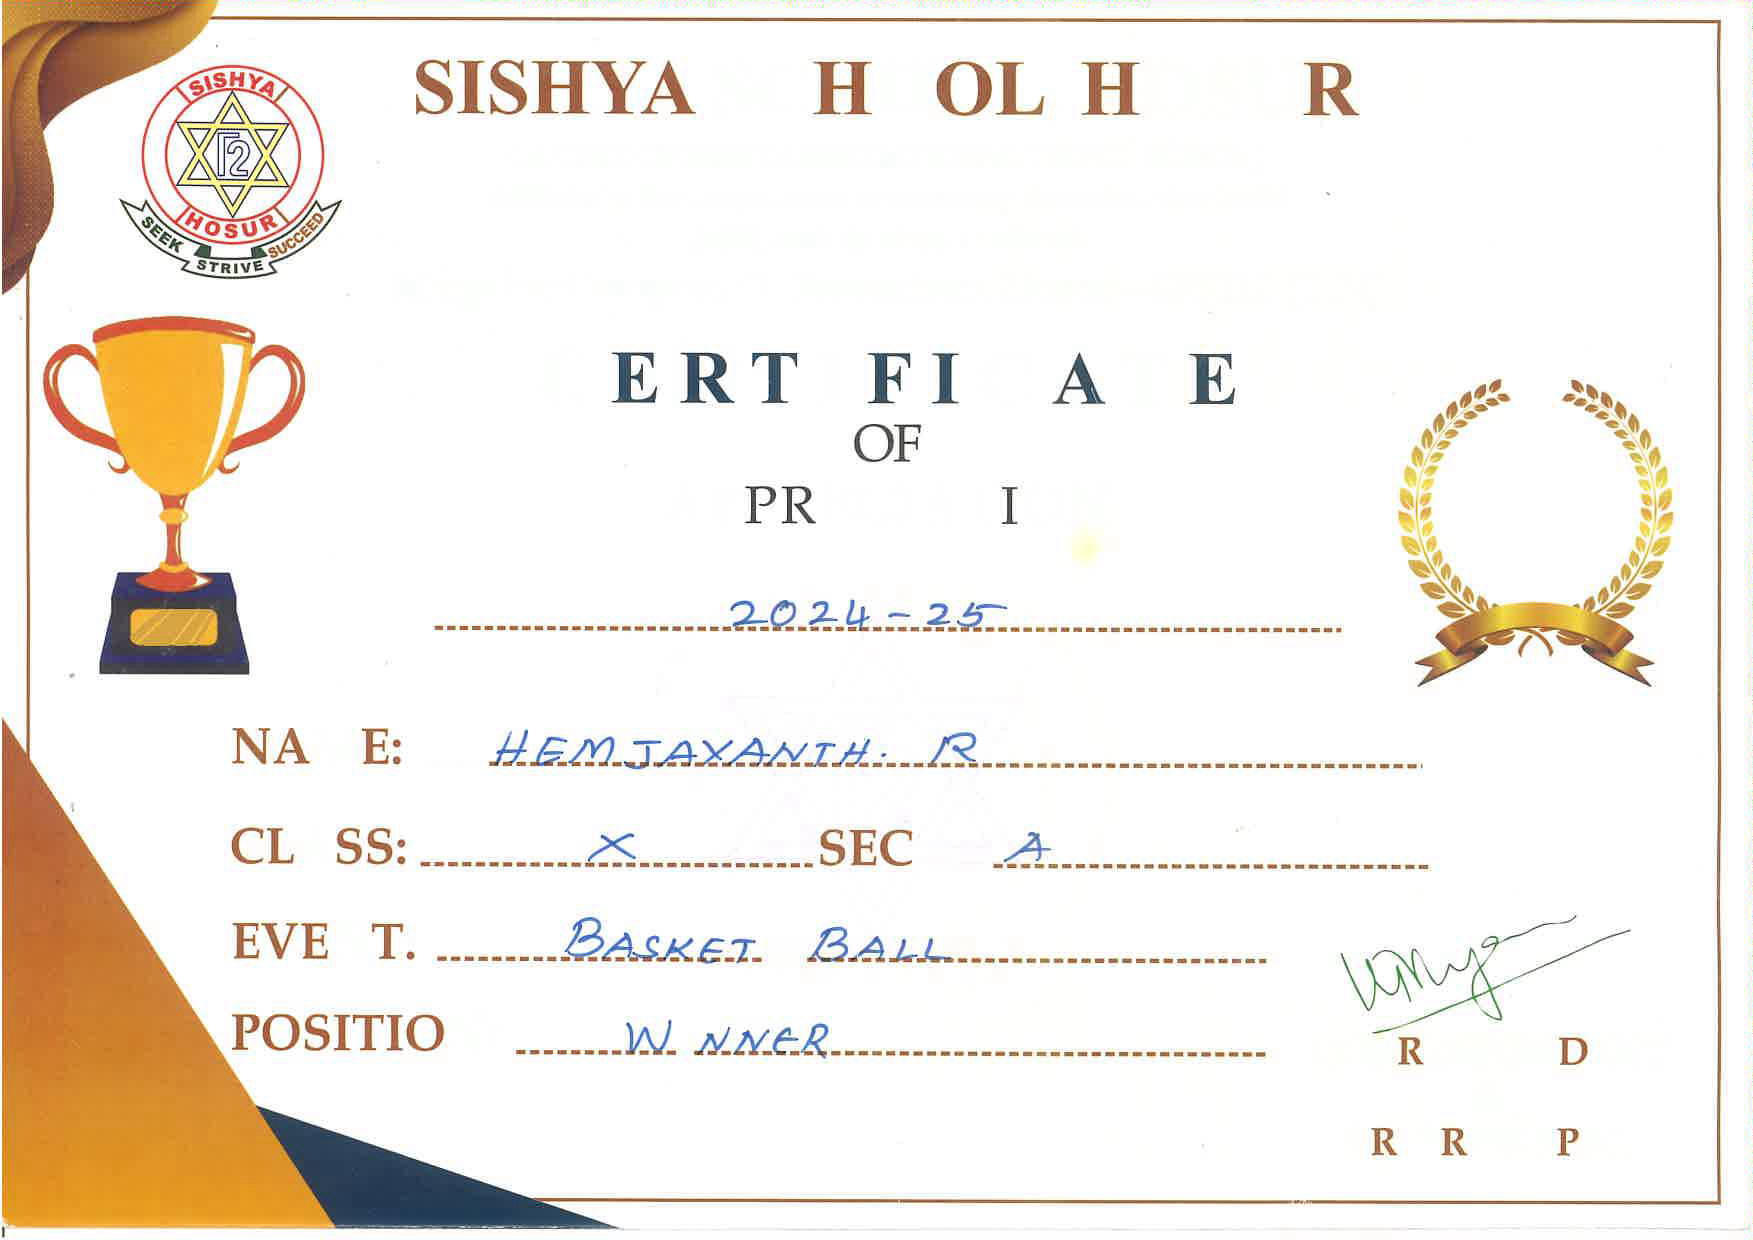 SISHYA H OL H R
SISHYA
12
HOSUR
SEEK STRIVE SUCCEED
ERT FI A E
OF
PR I
2024-25
NA E: HEMJAYANTH. R
CL SS: X SEC A
EVE T. BASKET BALL
POSITIO W NNER
R D
R R P